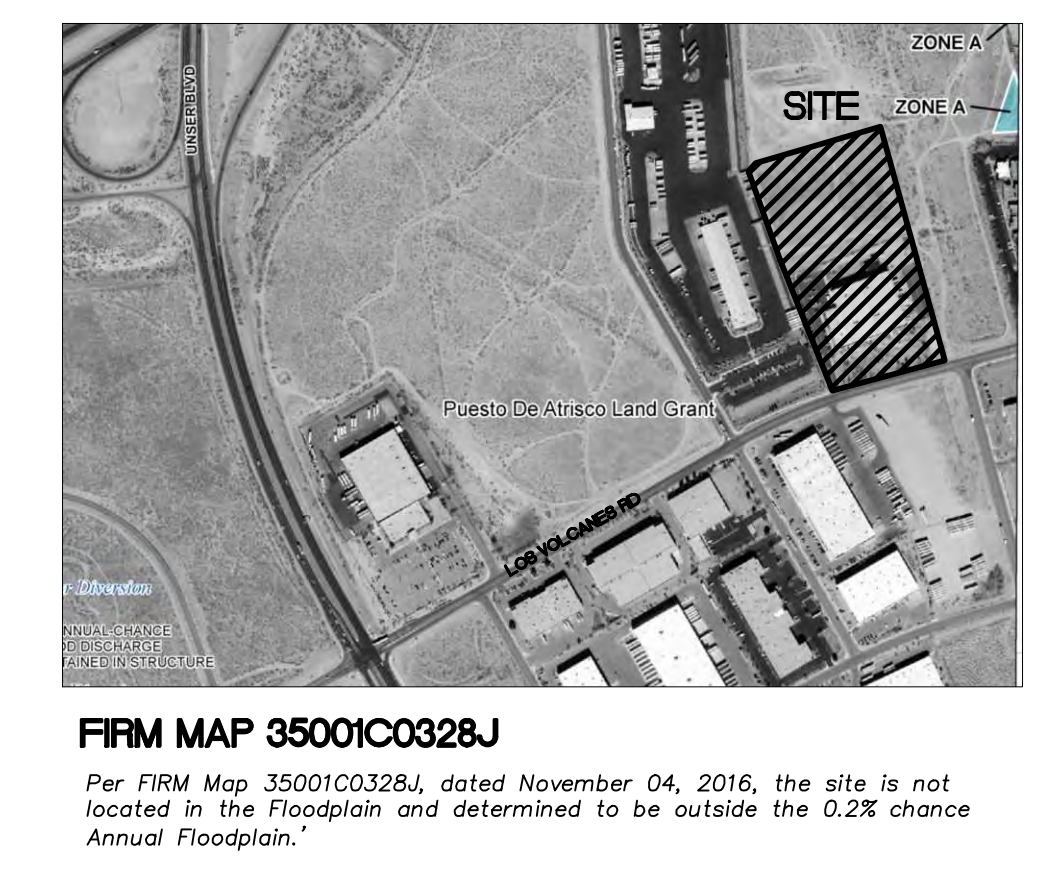 ZONE A
SITE
ZONE A
UNSER BLVD
Puesto De Atrisco Land Grant
LOS VOLCANES RD
r Diversion
NNUAL-CHANCE
OD DISCHARGE
TAINED IN STRUCTURE
FIRM MAP 35001C0328J
Per FIRM Map 35001C0328J, dated November 04, 2016, the site is not
located in the Floodplain and determined to be outside the 0.2% chance
Annual Floodplain.'